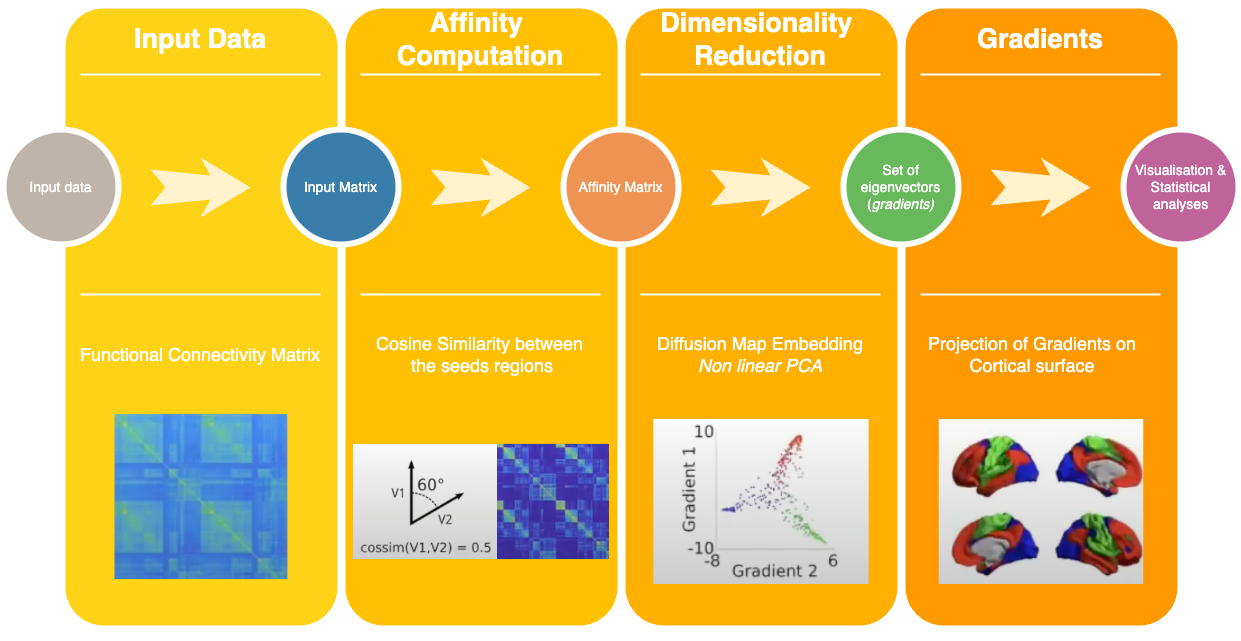 Input Data
Affinity
Computation
Dimensionality
Reduction
Gradients
Input data
Input Matrix
Affinity Matrix
Set of
eigenvectors
(gradients)
Visualisation &
Statistical
analyses
Functional Connectivity Matrix
Cosine Similarity between
the seeds regions
Diffusion Map Embedding
Non linear PCA
Projection of Gradients on
Cortical surface
V1
60°
V2
cossim(V1,V2) = 0.5
10
Gradient 1
-10
-8
6
Gradient 2